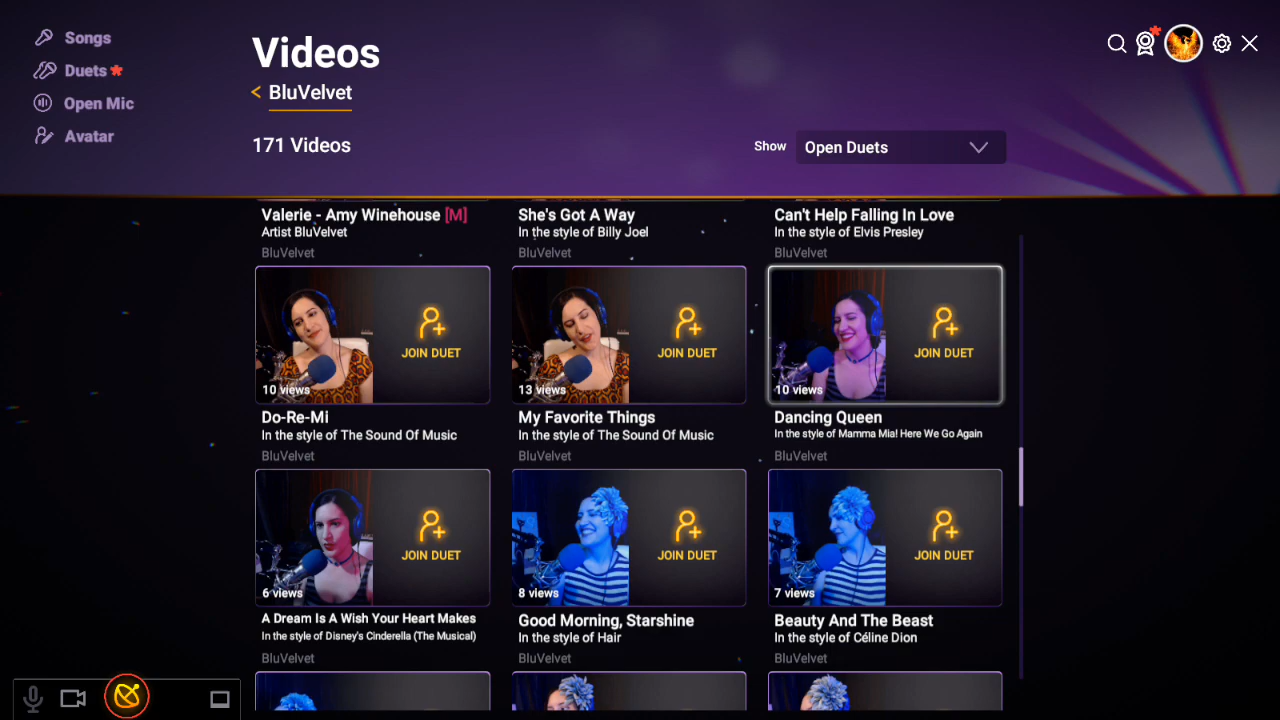 Songs
Duets *
Open Mic
Avatar
Videos
< BluVelvet
171 Videos
Show
Open Duets
Valerie - Amy Winehouse [M]
Artist BluVelvet
BluVelvet
She's Got A Way
In the style of Billy Joel
BluVelvet
Can't Help Falling In Love
In the style of Elvis Presley
BluVelvet
JOIN DUET
10 views
Do-Re-Mi
In the style of The Sound Of Music
BluVelvet
JOIN DUET
13 views
My Favorite Things
In the style of The Sound Of Music
BluVelvet
JOIN DUET
10 views
Dancing Queen
In the style of Mamma Mia! Here We Go Again
BluVelvet
JOIN DUET
6 views
A Dream Is A Wish Your Heart Makes
In the style of Disney's Cinderella (The Musical)
BluVelvet
JOIN DUET
8 views
Good Morning, Starshine
In the style of Hair
BluVelvet
JOIN DUET
7 views
Beauty And The Beast
In the style of Céline Dion
BluVelvet